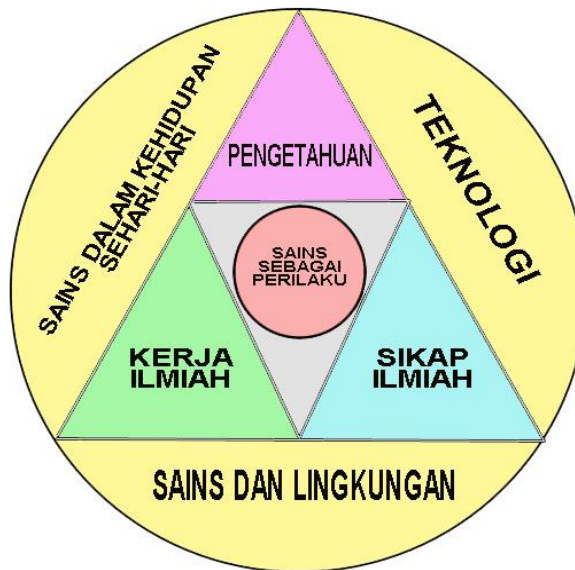 SAINS DALAM KEHIDUPAN
SEHARI-HARI
TEKNOLOGI
PENGETAHUAN
SAINS
SEBAGAI
PERILAKU
KERJA
ILMIAH
SIKAP
ILMIAH
SAINS DAN LINGKUNGAN